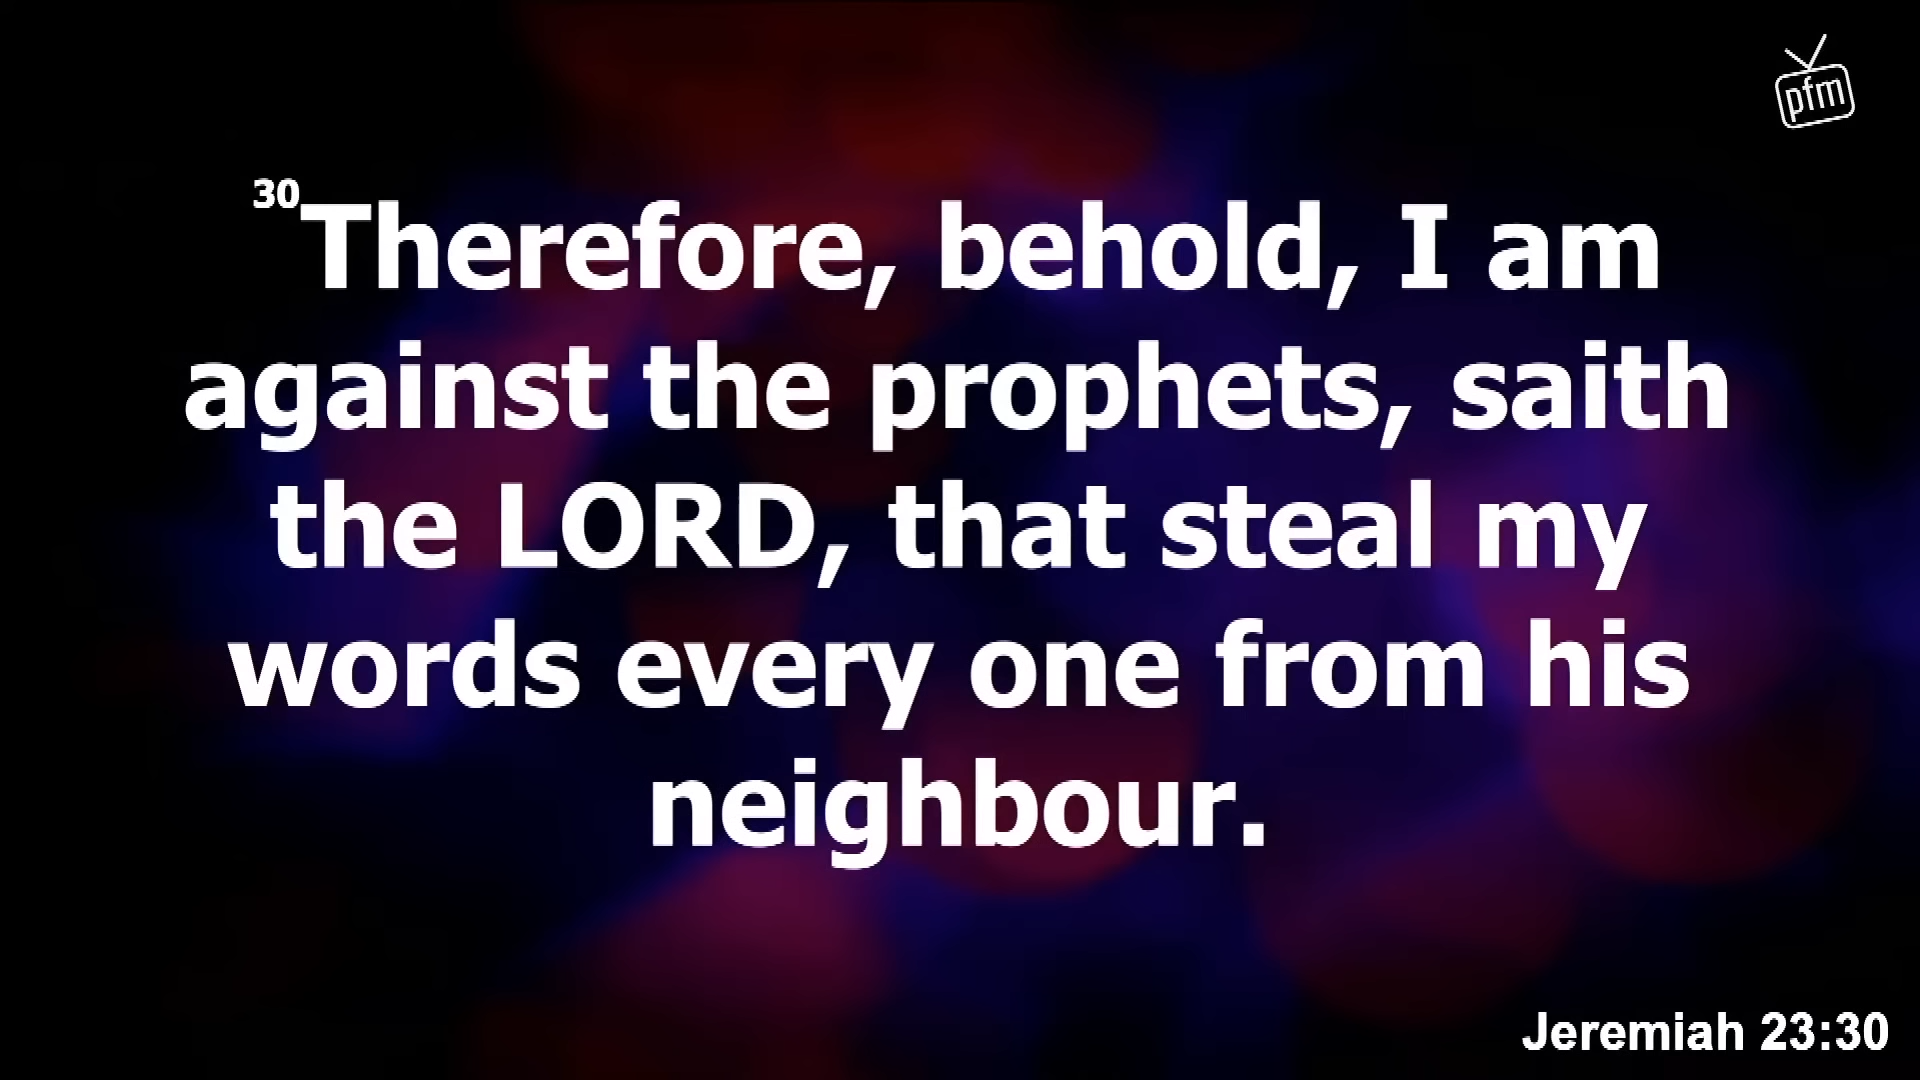 pfm
30Therefore, behold, I am
against the prophets, saith
the LORD, that steal my
words every one from his
neighbour.
Jeremiah 23:30